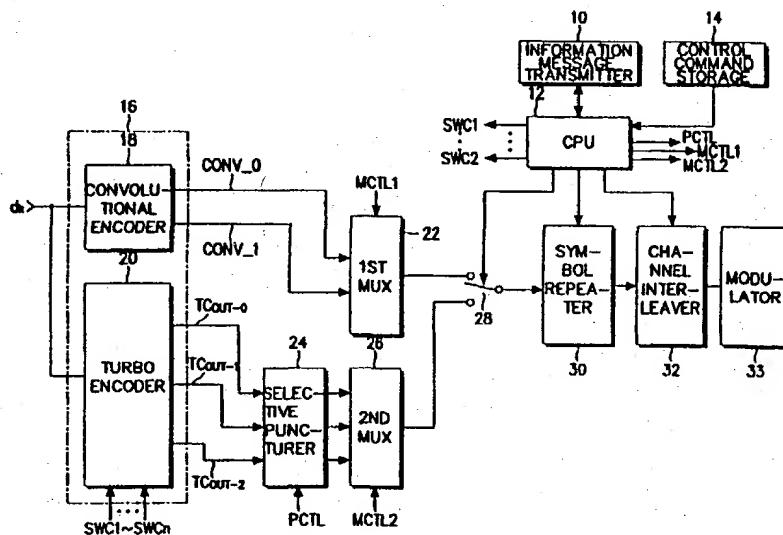 10
14
INFORMATION
MESSAGE
TRANSMITTER
CONTROL
COMMAND
STORAGE
12
SWC1
SWC2
CPU
PCTL
MCTL1
MCTL2
16
18
CONVOLU-
TIONAL
ENCODER
CONV_0
CONV_1
dk
MCTL1
22
1ST
MUX
28
SYM-
BOL
REPEA-
TER
30
CHA-
NNEL
INTER-
LEAVER
32
MODU-
LATOR
33
20
TURBO
ENCODER
TCOUT-0
TCOUT-1
TCOUT-2
24
SELEC-
TIVE
PUNC-
TURER
26
2ND
MUX
SWC1~SWCn
PCTL
MCTL2